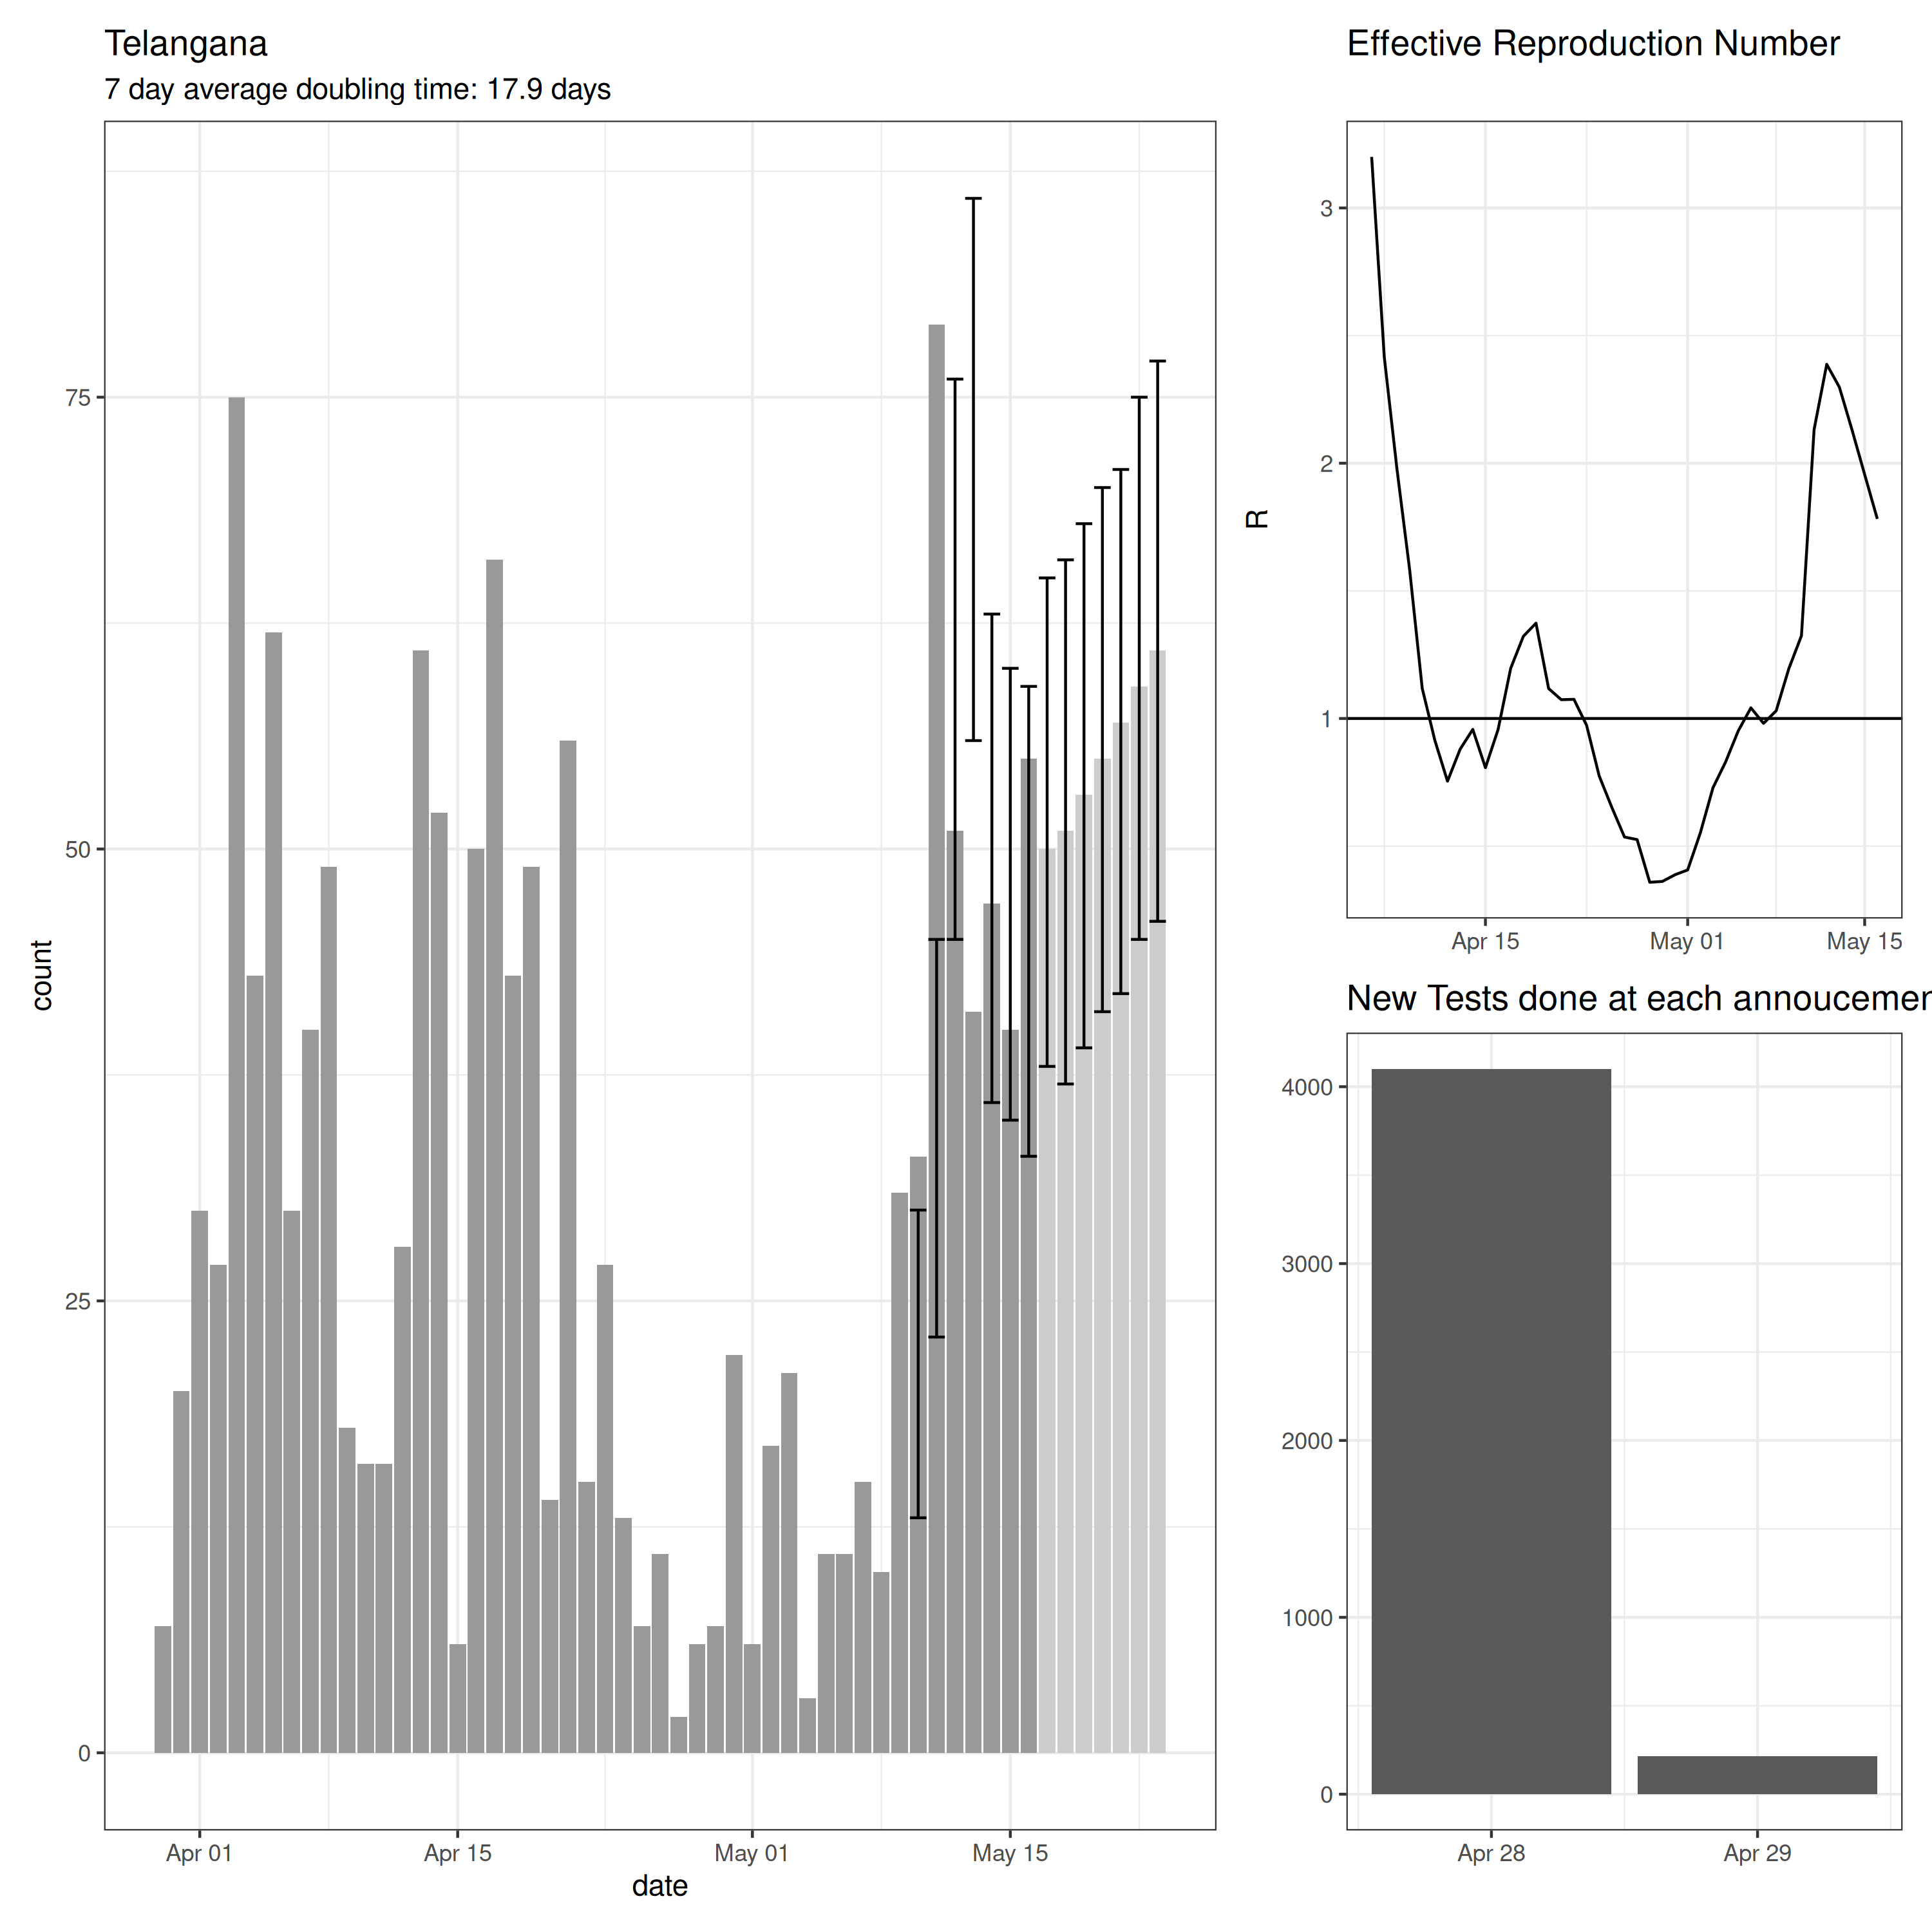 Telangana
7 day average doubling time: 17.9 days
count
75
50
25
0
Apr 01
Apr 15
May 01
May 15
date
Effective Reproduction Number
R
3
2
1
Apr 15
May 01
May 15
New Tests done at each annoucemen
4000
3000
2000
1000
0
Apr 28
Apr 29